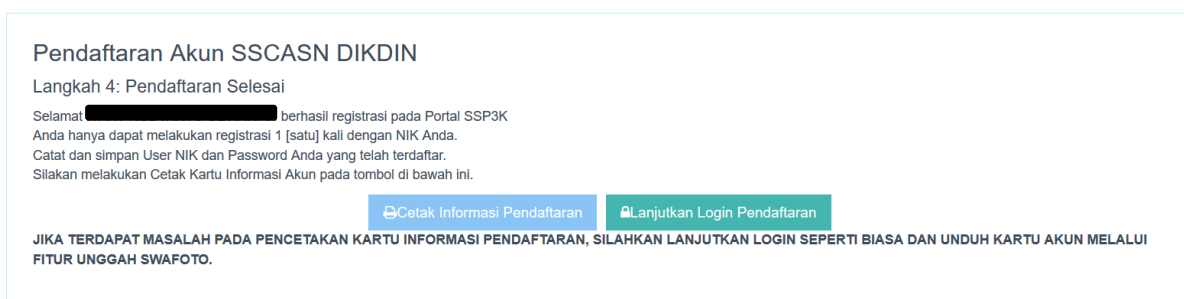 Pendaftaran Akun SSCASN DIKDIN
Langkah 4: Pendaftaran Selesai
Selamat berhasil registrasi pada Portal SSP3K
Anda hanya dapat melakukan registrasi 1 [satu] kali dengan NIK Anda.
Catat dan simpan User NIK dan Password Anda yang telah terdaftar.
Silakan melakukan Cetak Kartu Informasi Akun pada tombol di bawah ini.
Cetak Informasi Pendaftaran Lanjutkan Login Pendaftaran
JIKA TERDAPAT MASALAH PADA PENCETAKAN KARTU INFORMASI PENDAFTARAN, SILAHKAN LANJUTKAN LOGIN SEPERTI BIASA DAN UNDUH KARTU AKUN MELALUI
FITUR UNGGAH SWAFOTO.